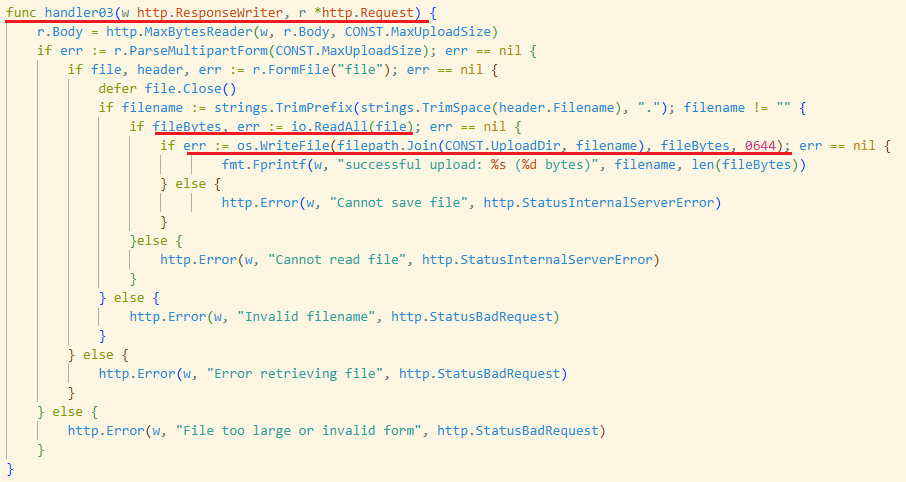 func handler03(w http.ResponseWriter, r *http.Request) {
    r.Body = http.MaxBytesReader(w, r.Body, CONST.MaxUploadSize)
    if err := r.ParseMultipartForm(CONST.MaxUploadSize); err == nil {
        if file, header, err := r.FormFile("file"); err == nil {
            defer file.Close()
            if filename := strings.TrimPrefix(strings.TrimSpace(header.Filename), "."); filename != "" {
                if fileBytes, err := io.ReadAll(file); err == nil {
                    if err := os.WriteFile(filepath.Join(CONST.UploadDir, filename), fileBytes, 0644); err == nil {
                            fmt.Fprintf(w, "successful upload: %s (%d bytes)", filename, len(fileBytes))
                    } else {
                            http.Error(w, "Cannot save file", http.StatusInternalServerError)
                    }
                }else {
                    http.Error(w, "Cannot read file", http.StatusInternalServerError)
                }
            } else {
                http.Error(w, "Invalid filename", http.StatusBadRequest)
            }
        } else {
            http.Error(w, "Error retrieving file", http.StatusBadRequest)
        }
    } else {
        http.Error(w, "File too large or invalid form", http.StatusBadRequest)
    }
}